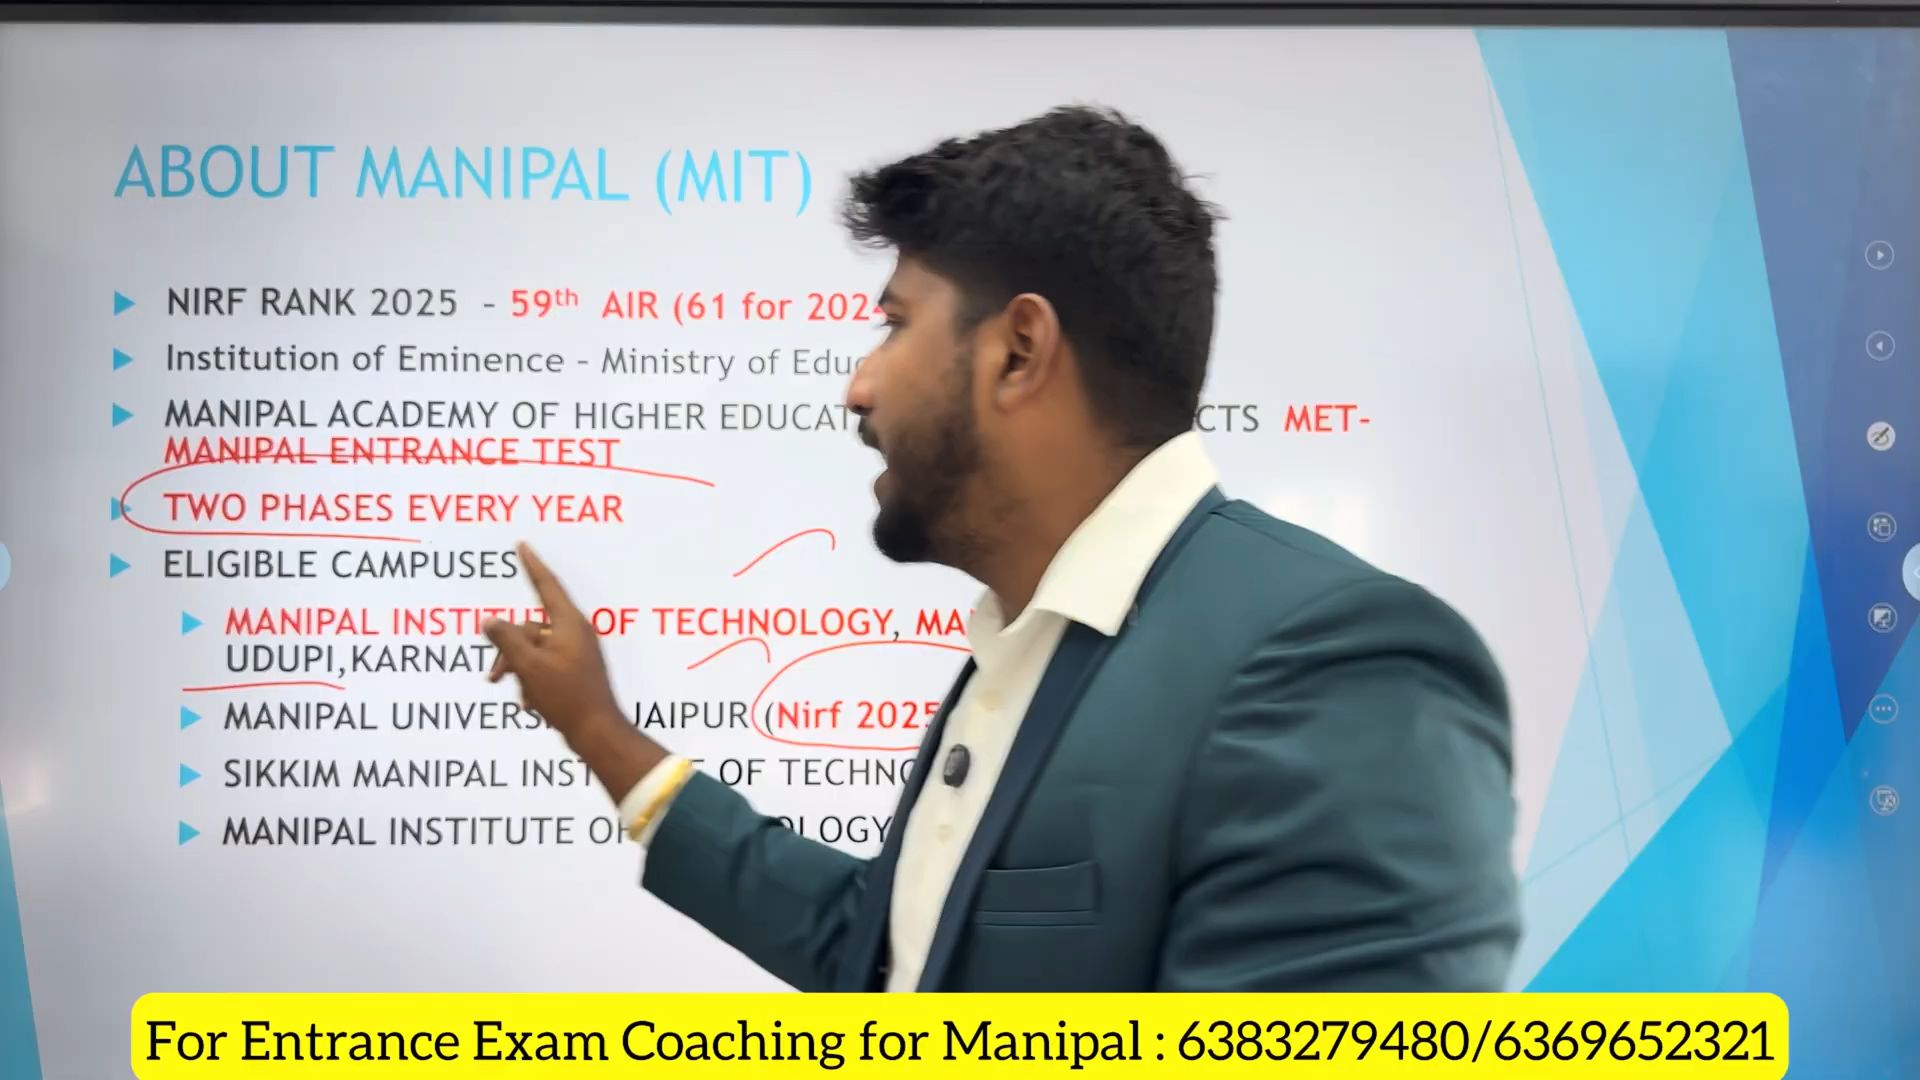 ABOUT MANIPAL (MIT)
NIRF RANK 2025 – 59th AIR (61 for 202
Institution of Eminence – Ministry of
MANIPAL ACADEMY OF HIGHER MET-
MANIPAL ENTRANCE TEST
TWO PHASES EVERY YEAR
ELIGIBLE CAMPUSES
MANIPAL OF TECHNOLOGY,
UDUPI,
MANIPAL JAIPUR (Nirf 2025
SIKKIM MANIPAL OF
MANIPAL INSTITUTE
For Entrance Exam Coaching for Manipal : 6383279480/6369652321